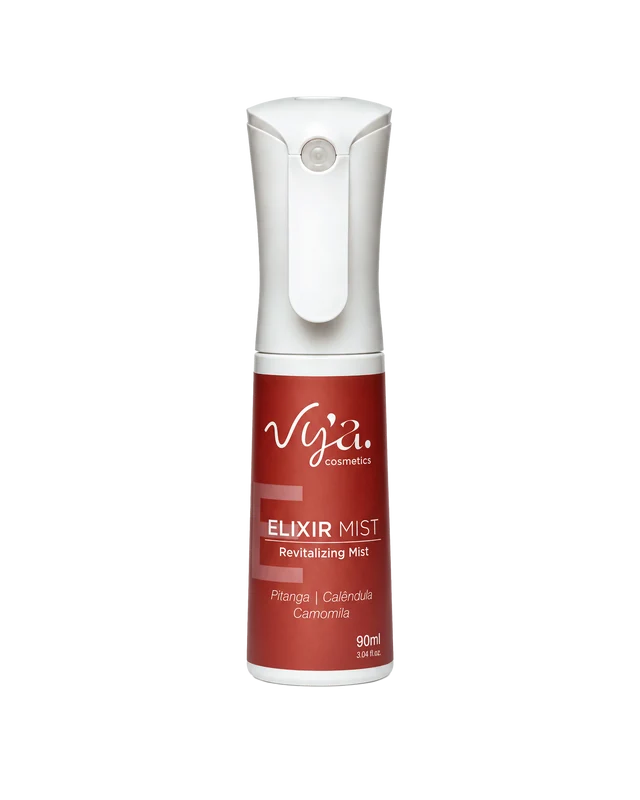 Vy'a.
cosmetics
E
ELIXIR MIST
Revitalizing Mist
Pitanga | Calêndula
Camomila
90ml
3.04 fl.oz.